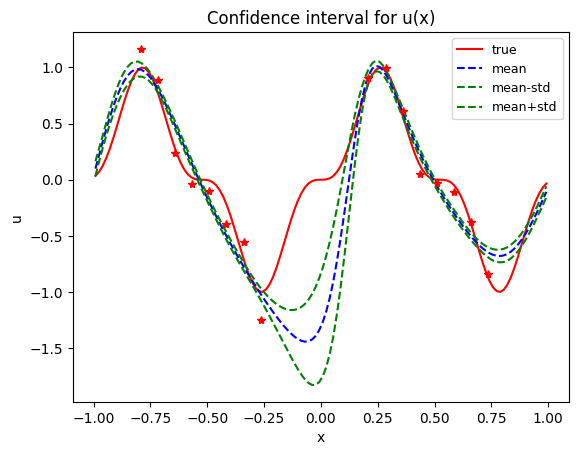 Confidence interval for u(x)
true
mean
mean-std
mean+std
1.0
0.5
0.0
−0.5
−1.0
−1.5
u
−1.00 −0.75 −0.50 −0.25 0.00 0.25 0.50 0.75 1.00
x